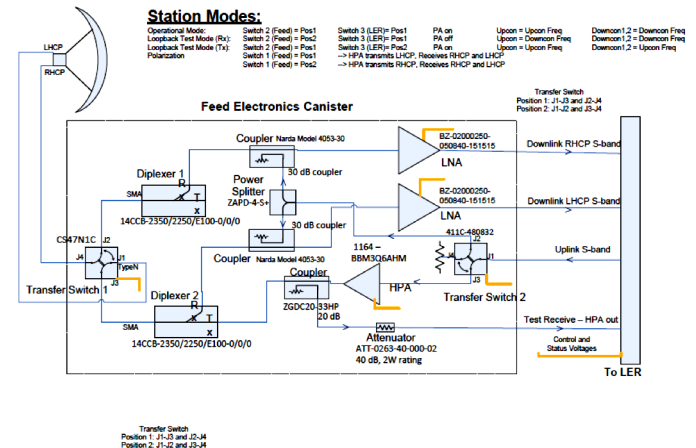 Station Modes:
Operational Mode: Switch 2 (Feed) = Pos1 Switch 3 (LER)= Pos1 PA on Upcon = Upcon Freq Downcon1,2 = Downcon Freq
Loopback Test Mode (Rx): Switch 2 (Feed) = Pos2 Switch 3 (LER)= Pos1 PA off Upcon = Downcon Freq Downcon1,2 = Downcon Freq
Loopback Test Mode (Tx): Switch 2 (Feed) = Pos1 Switch 3 (LER)= Pos2 PA on Upcon = Upcon Freq Downcon1,2 = Upcon Freq
Polarization Switch 1 (Feed) = Pos1 --> HPA transmits LHCP, Receives RHCP and LHCP
Switch 1 (Feed) = Pos2 --> HPA transmits RHCP, Receives RHCP and LHCP
LHCP
RHCP
Transfer Switch
Position 1: J1-J3 and J2-J4
Position 2: J1-J2 and J3-J4
Feed Electronics Canister
Coupler Narda Model 4053-30
30 dB coupler
BZ-02000250-
050840-151515
LNA
Downlink RHCP S-band
Diplexer 1
R
T
X
SMA
14CCB-2350/2250/E100-0/0/0
Power
Splitter
ZAPD-4-S+
BZ-02000250-
050840-151515
LNA
Downlink LHCP S-band
30 dB coupler
Coupler Narda Model 4053-30
CS47N1C
J2
J4
J1
TypeN
J3
Transfer Switch 1
411C-480832
J2
J4
J1
J3
Transfer Switch 2
Uplink S-band
1164 –
BBM3Q6AHM
HPA
Coupler
ZGDC20-33HP
20 dB
Diplexer 2
R
T
X
SMA
14CCB-2350/2250/E100-0/0/0
Test Receive – HPA out
Attenuator
ATT-0263-40-000-02
40 dB, 2W rating
Control and
Status Voltages
To LER
Transfer Switch
Position 1: J1-J3 and J2-J4
Position 2: J1-J2 and J3-J4